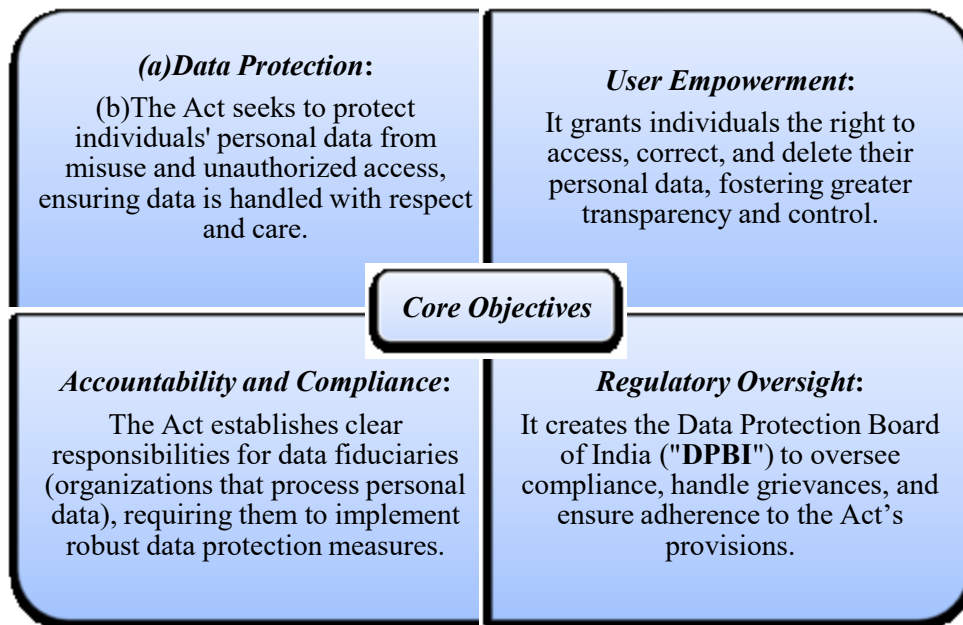 (a)Data Protection:
(b)The Act seeks to protect
individuals' personal data from
misuse and unauthorized access,
ensuring data is handled with respect
and care.
User Empowerment:
It grants individuals the right to
access, correct, and delete their
personal data, fostering greater
transparency and control.
Core Objectives
Accountability and Compliance:
The Act establishes clear
responsibilities for data fiduciaries
(organizations that process personal
data), requiring them to implement
robust data protection measures.
Regulatory Oversight:
It creates the Data Protection Board
of India ("DPBI") to oversee
compliance, handle grievances, and
ensure adherence to the Act’s
provisions.